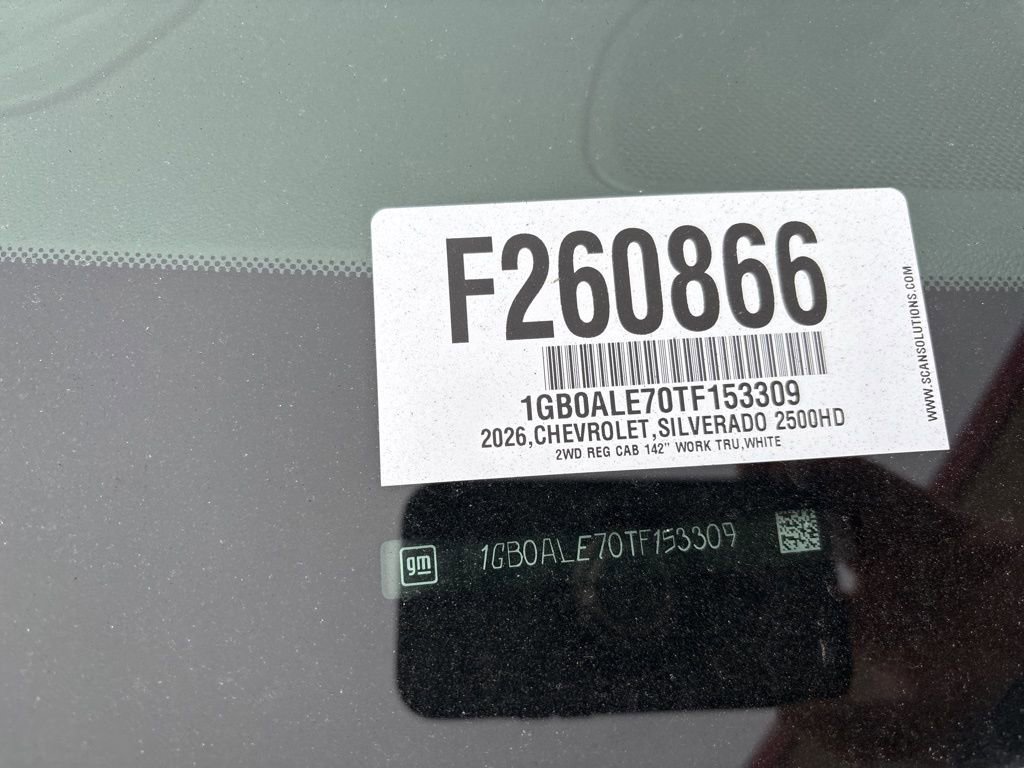 F260866
1GB0ALE70TF153309
2026,CHEVROLET,SILVERADO 2500HD
2WD REG CAB 142" WORK TRU,WHITE
WWW.SCANSOLUTIONS.COM
gm 1GB0ALE70TF153309